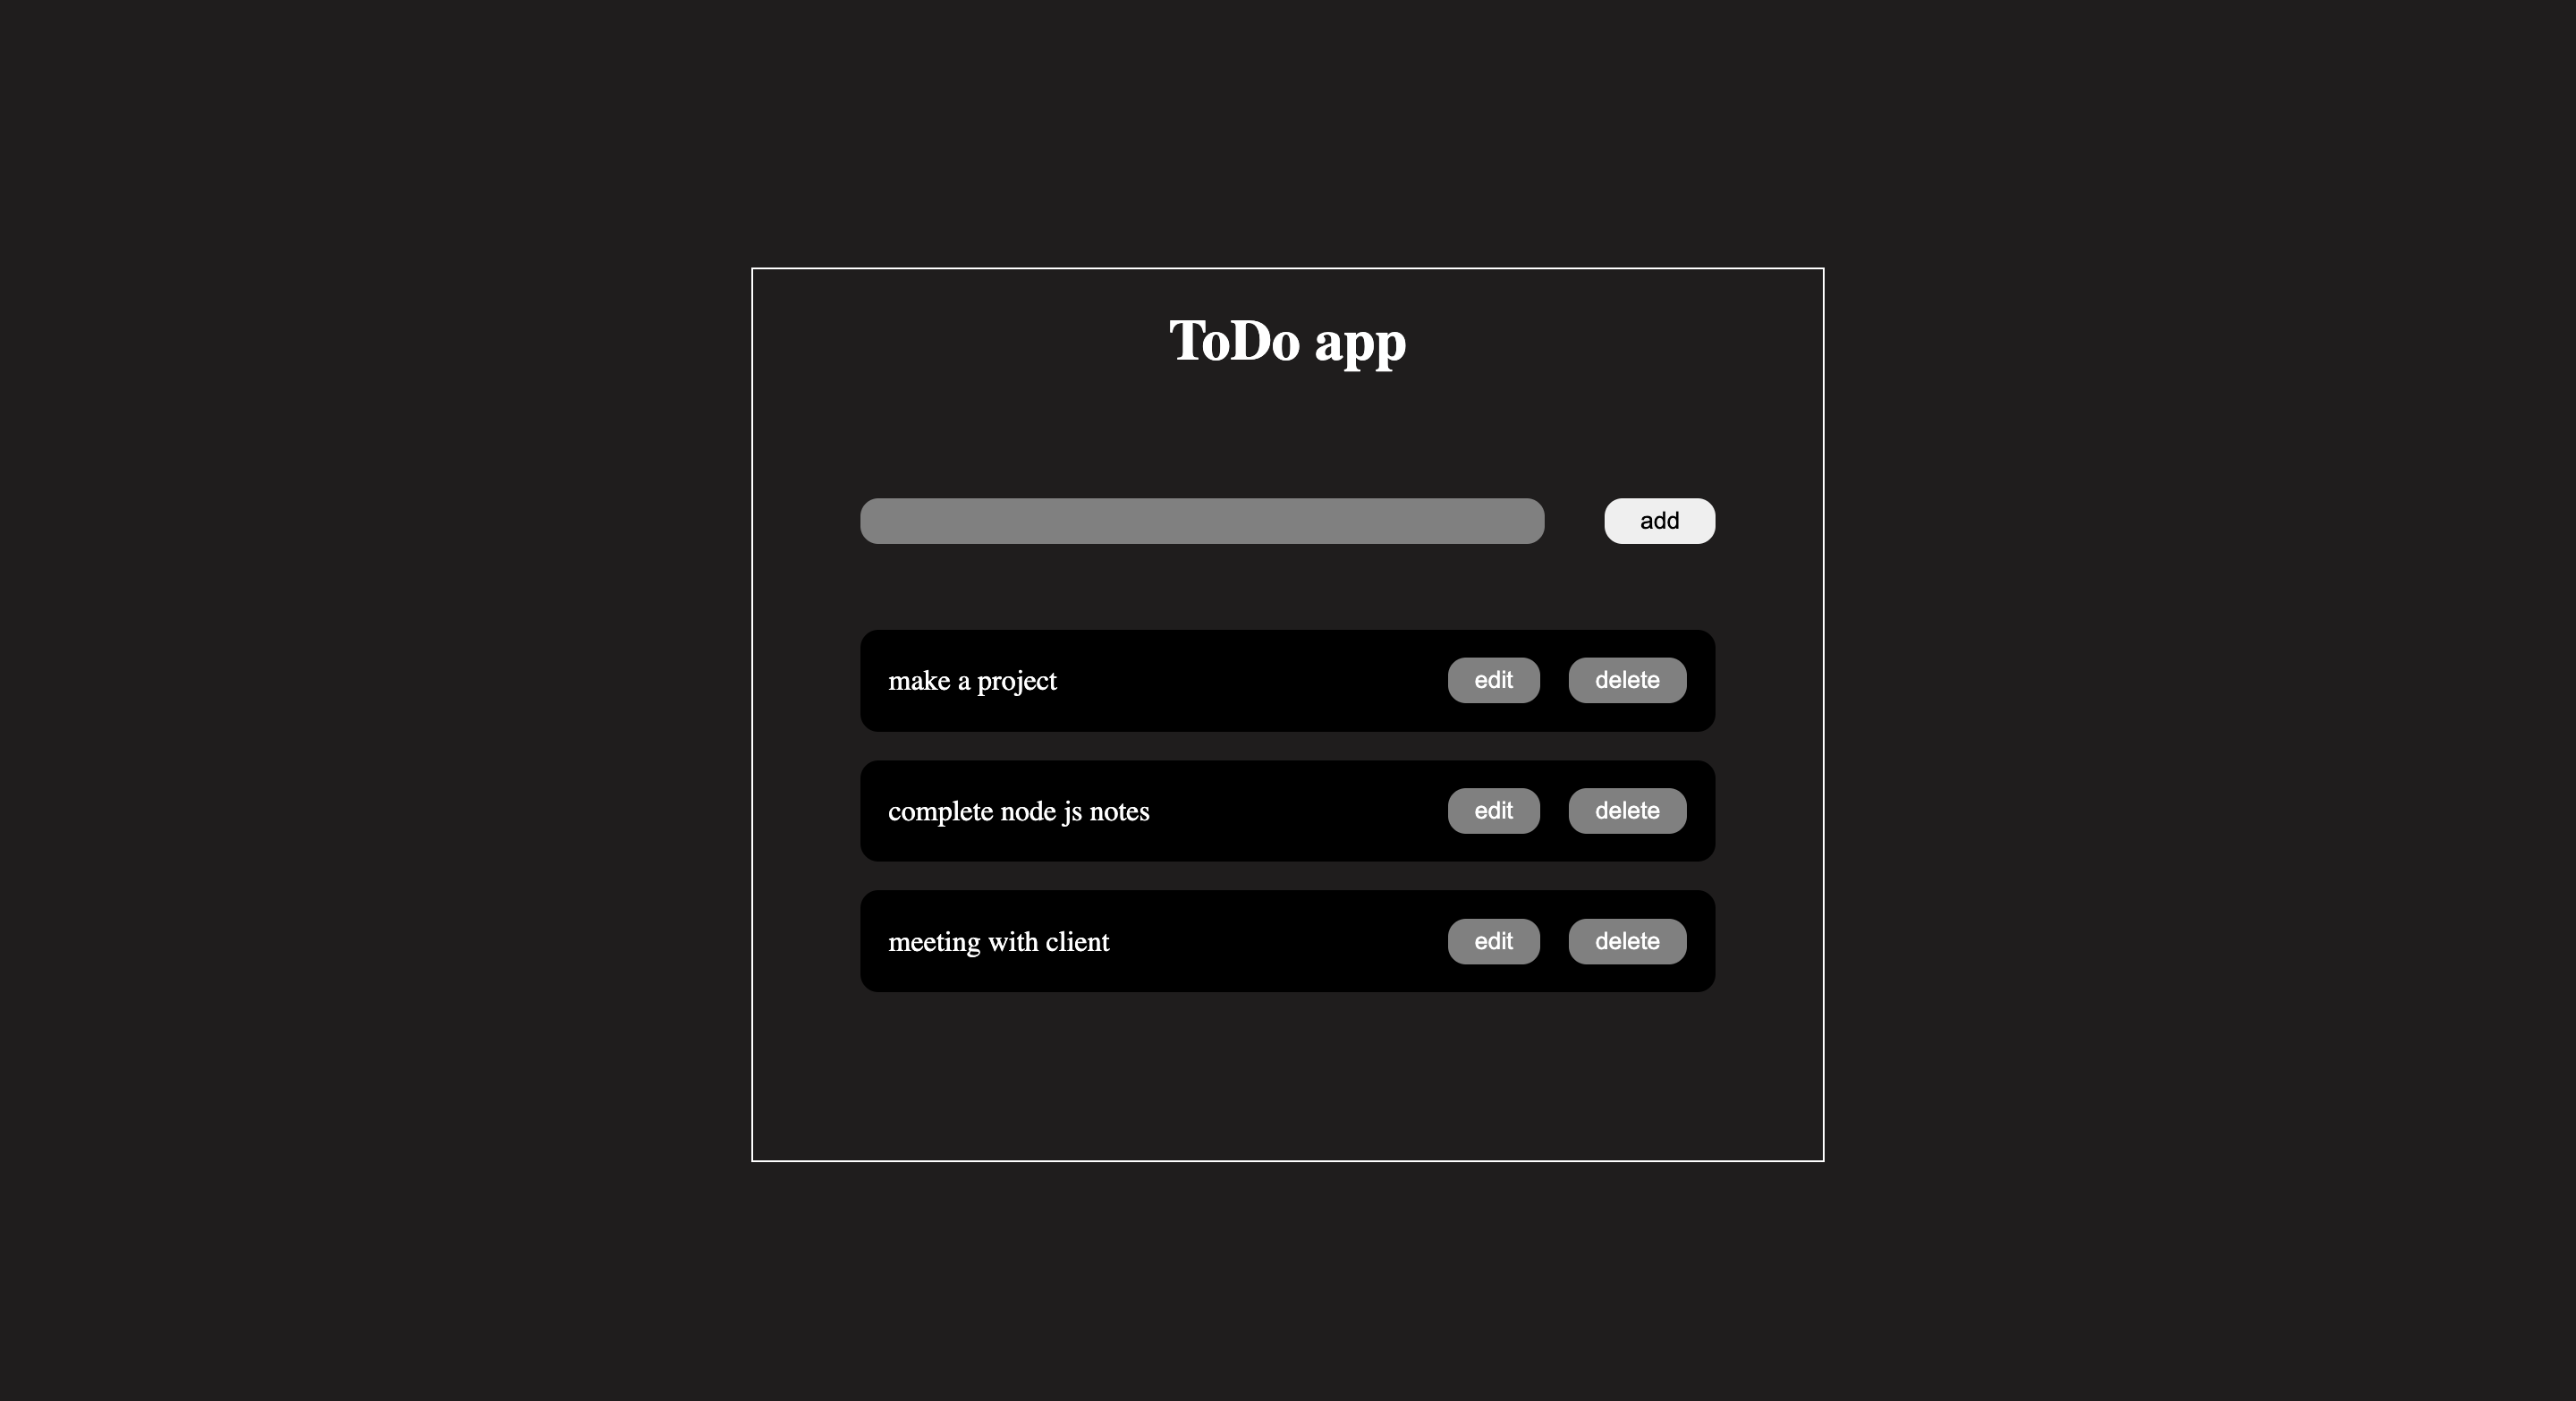 ToDo app
add
make a project edit delete
complete node js notes edit delete
meeting with client edit delete